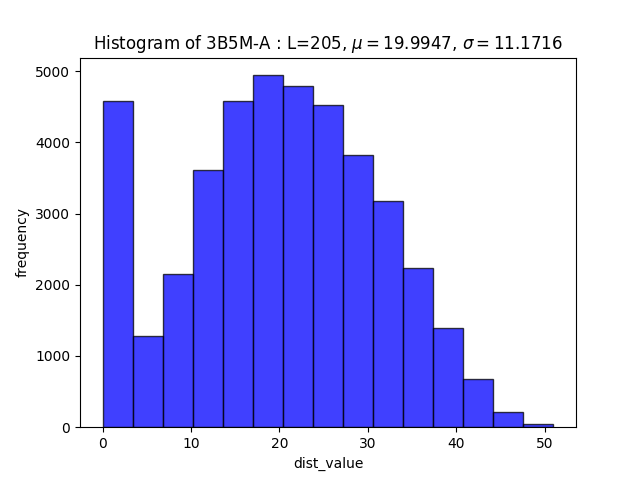 Histogram of 3B5M-A : L=205, μ = 19.9947, σ = 11.1716
5000
4000
3000
2000
1000
0
frequency
0 10 20 30 40 50
dist_value